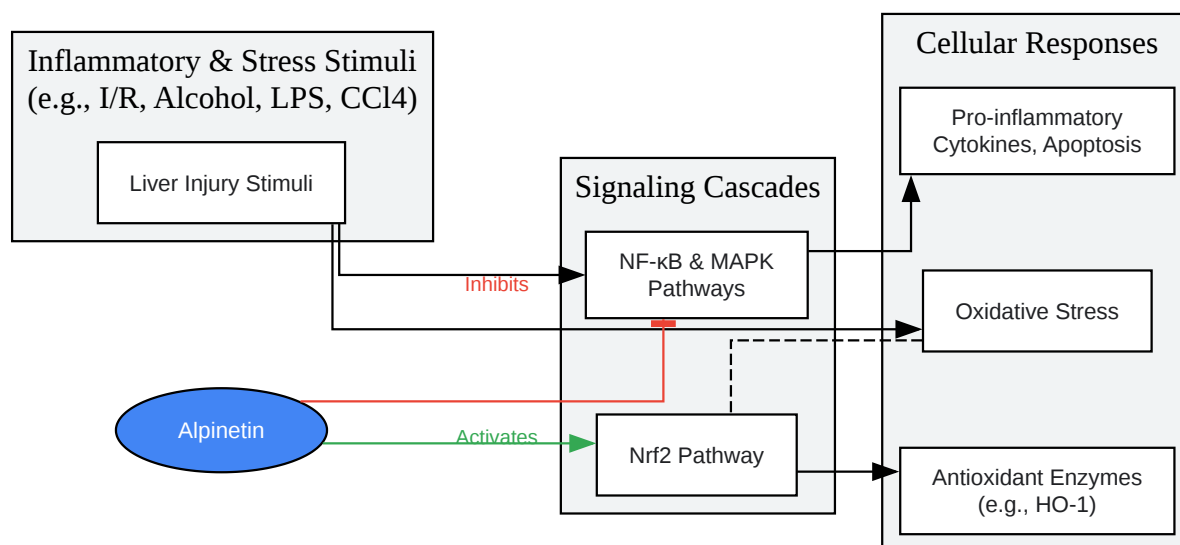 Inflammatory & Stress Stimuli
(e.g., I/R, Alcohol, LPS, CCl4)
Liver Injury Stimuli
Alpinetin
Inhibits
Activates
Signaling Cascades
NF-κB & MAPK
Pathways
Nrf2 Pathway
Cellular Responses
Pro-inflammatory
Cytokines, Apoptosis
Oxidative Stress
Antioxidant Enzymes
(e.g., HO-1)